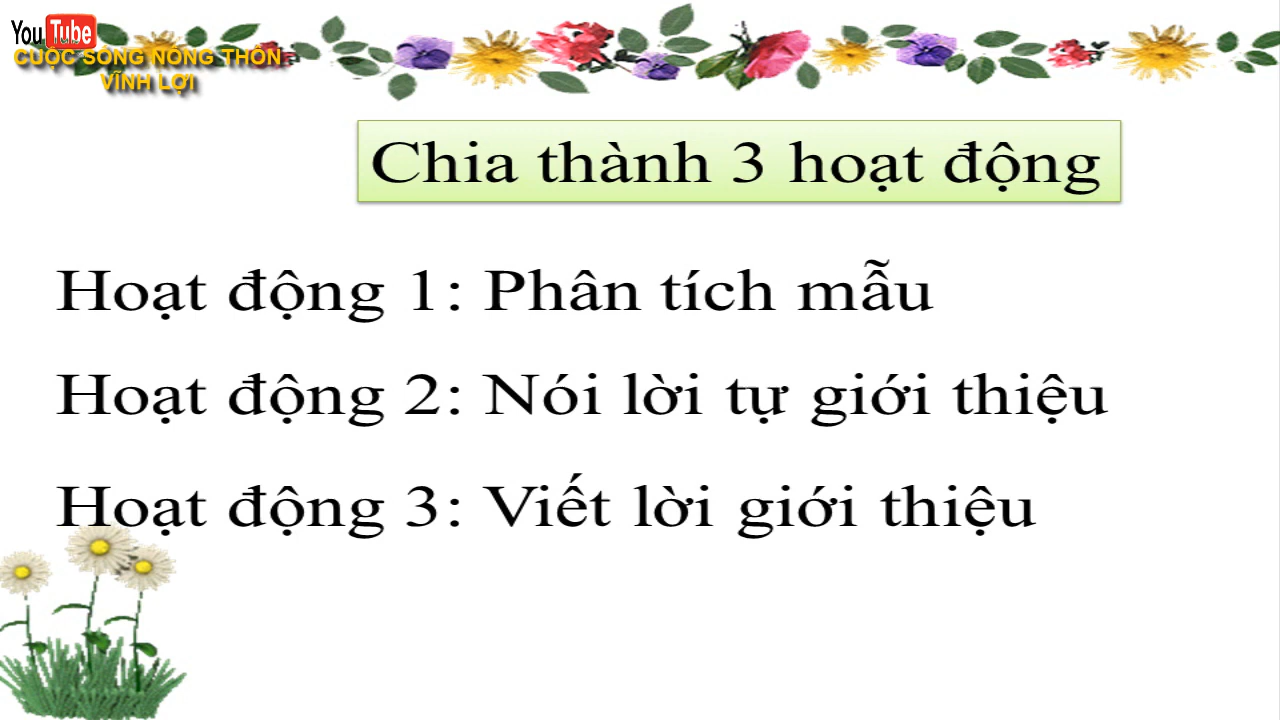 YouTube
CUỘC SỐNG NÔNG THÔN
VĨNH LỢI
Chia thành 3 hoạt động
Hoạt động 1: Phân tích mẫu
Hoạt động 2: Nói lời tự giới thiệu
Hoạt động 3: Viết lời giới thiệu